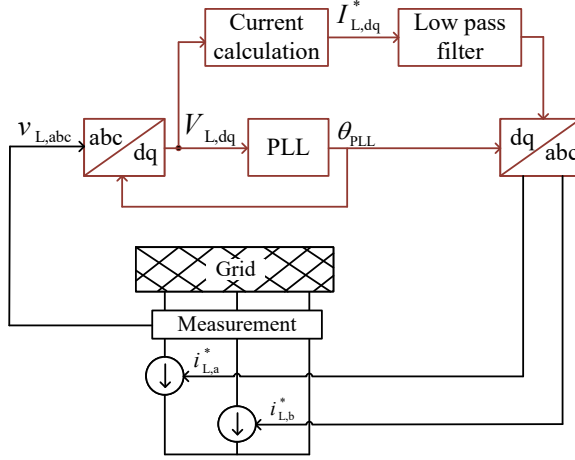 Current
calculation
I*L,dq
Low pass
filter
vL,abc
abc
dq
VL,dq
PLL
θPLL
dq
abc
Grid
Measurement
i*L,a
i*L,b